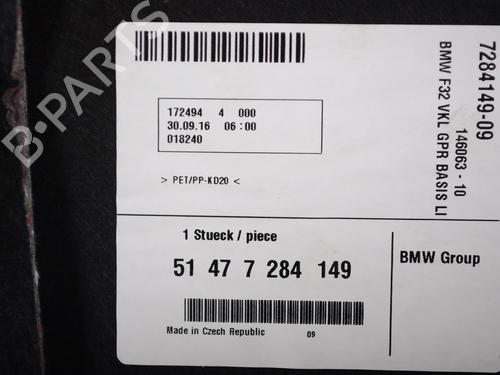 B-PARTS
172494 4 000
30.09.16 06:00
018240
> PET/PP-KD20 <
7284149-09
146063 - 10
BMW F32 VKL GPR BASIS LI
1 Stueck / piece
51 47 7 284 149
Made in Czech Republic 09
BMW Group